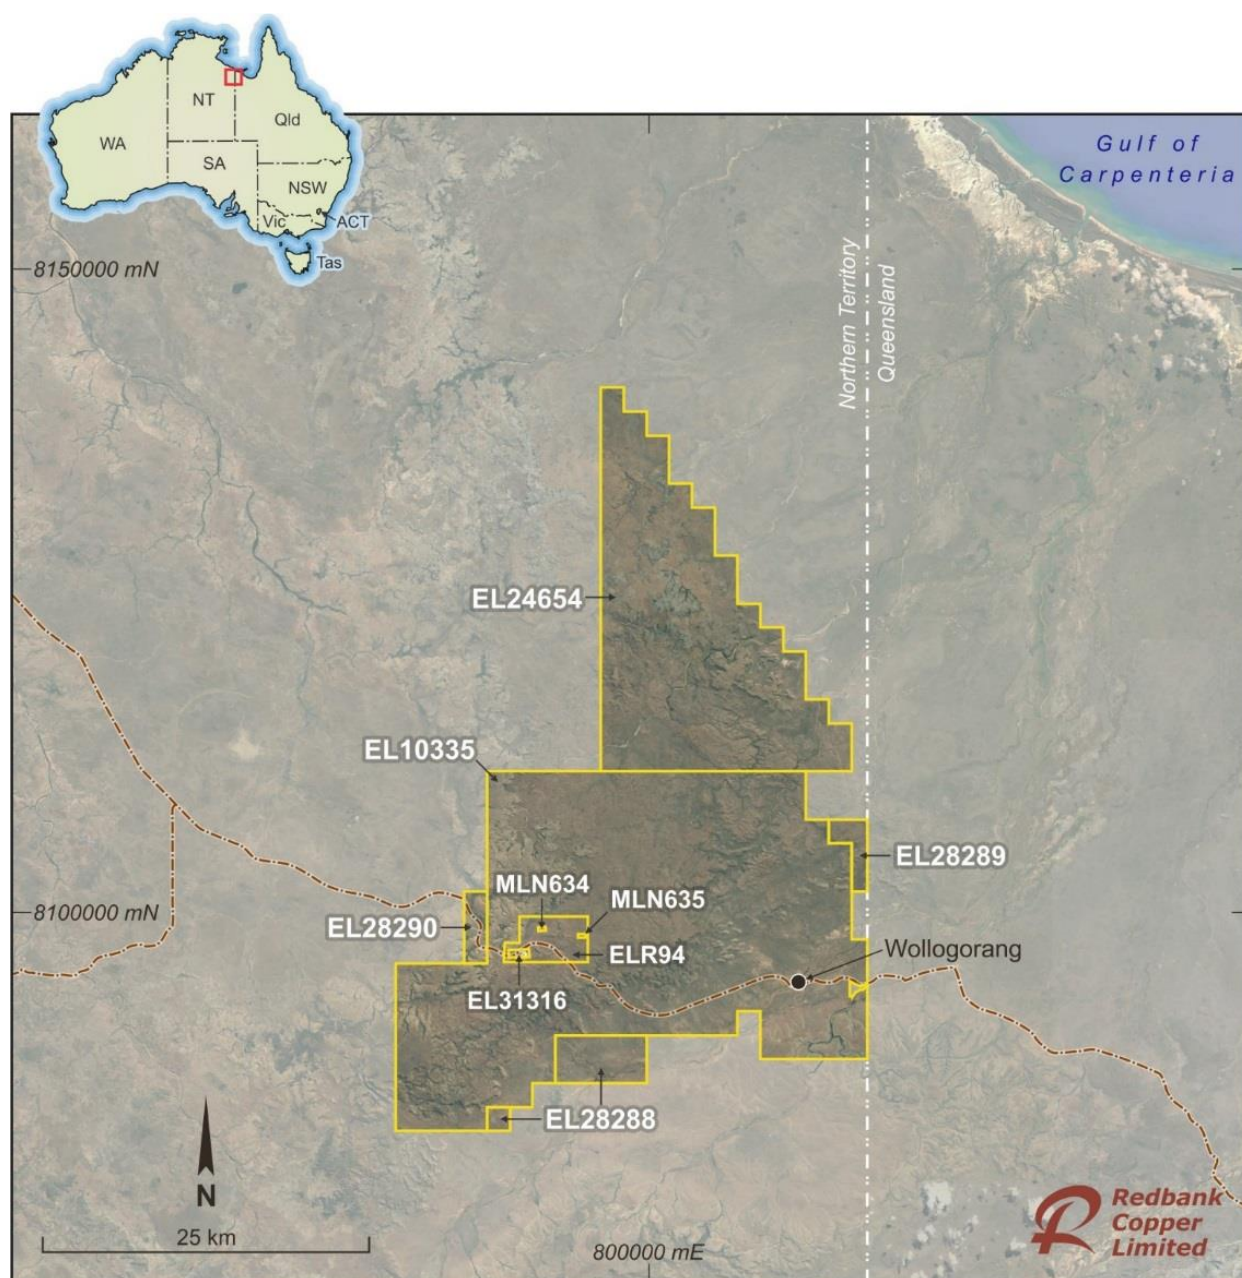 NT
Qld
WA
SA
NSW
Vic
ACT
Tas
Gulf of
Carpenteria
8150000 mN
Northern Territory
Queensland
EL24654
EL10335
EL28289
MLN634
MLN635
8100000 mN
EL28290
ELR94
Wollogorang
EL31316
EL28288
N
25 km
800000 mE
Redbank
Copper
Limited